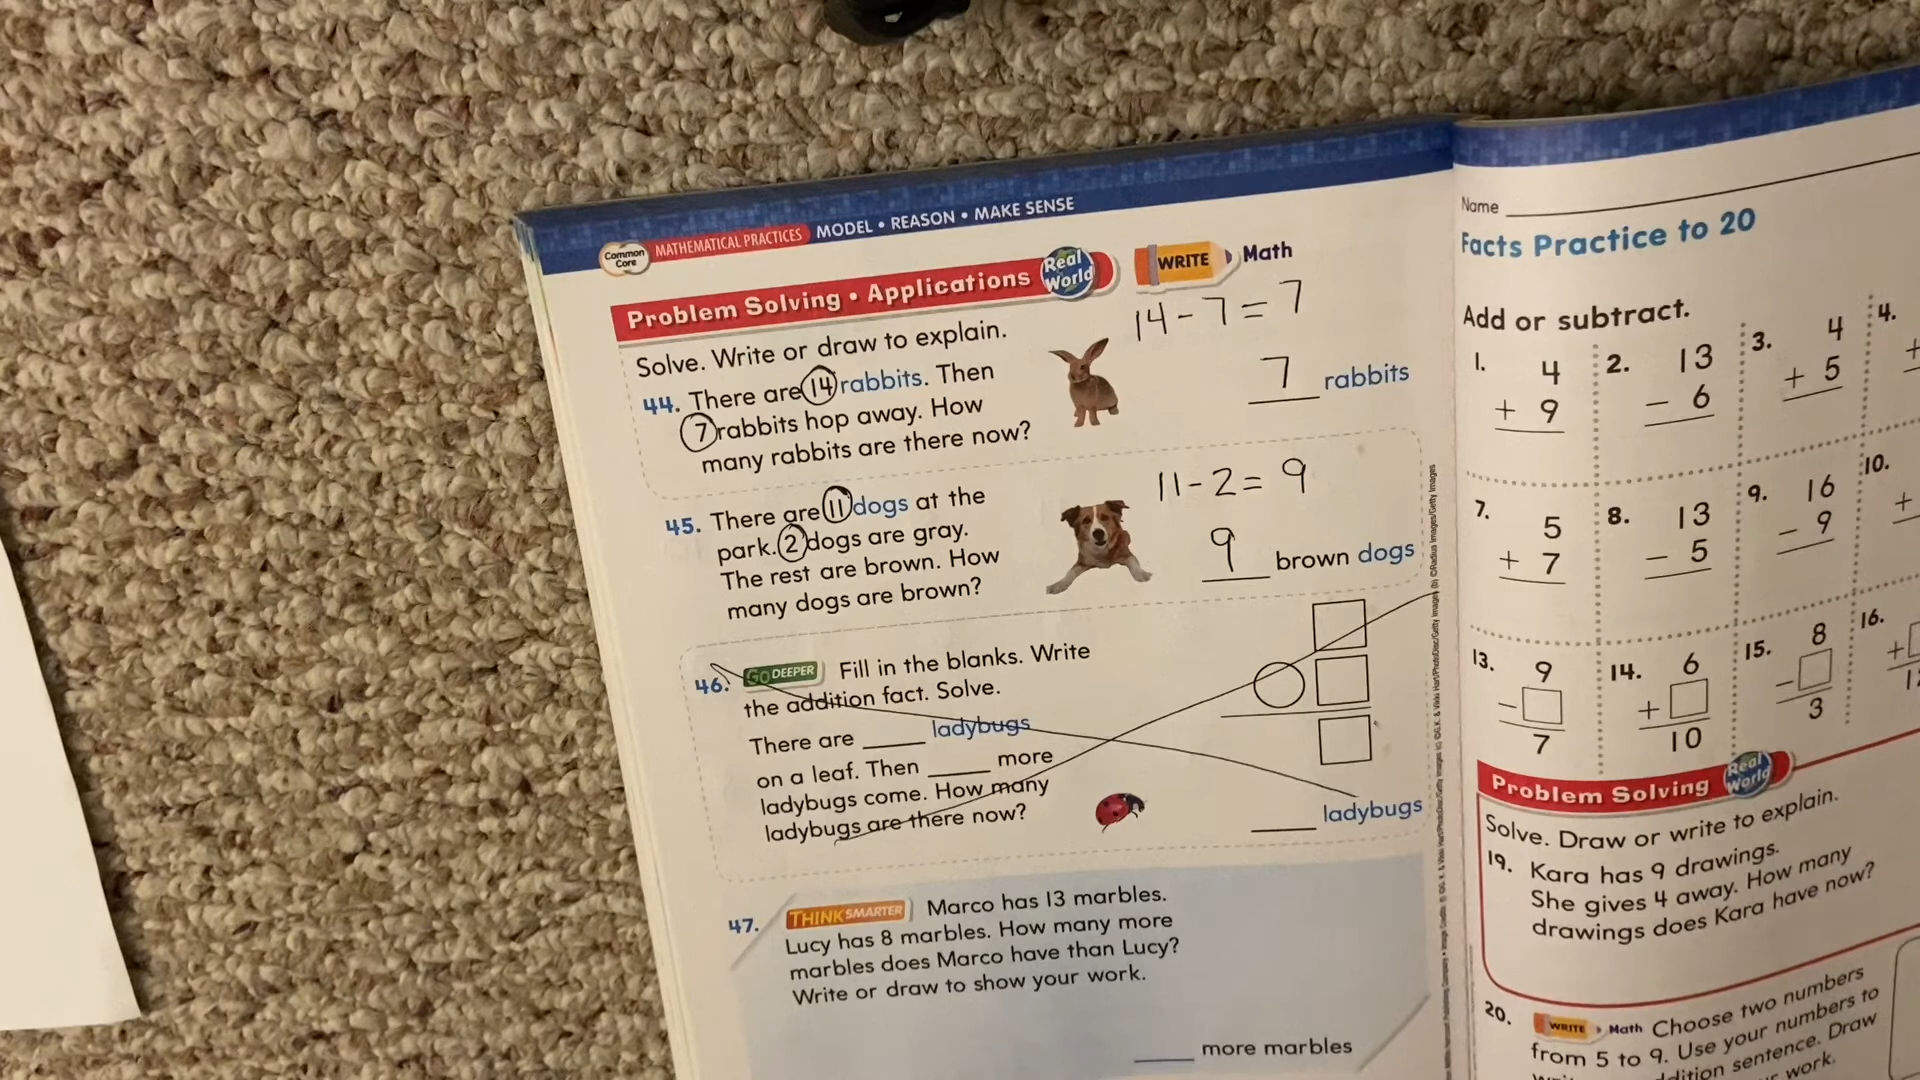 Common Core MATHEMATICAL PRACTICES MODEL • REASON • MAKE SENSE
Problem Solving • Applications Real World WRITE Math
Solve. Write or draw to explain.
44. There are 14 rabbits. Then
7 rabbits hop away. How
many rabbits are there now?
14 - 7 = 7
7 rabbits
45. There are 11 dogs at the
park. 2 dogs are gray.
The rest are brown. How
many dogs are brown?
11 - 2 = 9
9 brown dogs
46. GO DEEPER Fill in the blanks. Write
the addition fact. Solve.
There are ____ ladybugs
on a leaf. Then ____ more
ladybugs come. How many
ladybugs are there now?
____ ladybugs
47. THINK SMARTER Marco has 13 marbles.
Lucy has 8 marbles. How many more
marbles does Marco have than Lucy?
Write or draw to show your work.
____ more marbles
Name
Facts Practice to 20
Add or subtract.
1. 4
+ 9
2. 13
- 6
3. 4
+ 5
4.
+
7. 5
+ 7
8. 13
- 5
9. 16
- 9
10.
+
13. 9
- □
7
14. 6
+ □
10
15. 8
- □
3
16.
+ □
Problem Solving Real World
Solve. Draw or write to explain.
19. Kara has 9 drawings.
She gives 4 away. How many
drawings does Kara have now?
20. WRITE Math Choose two numbers
from 5 to 9. Use your numbers to
sentence. Draw
work.